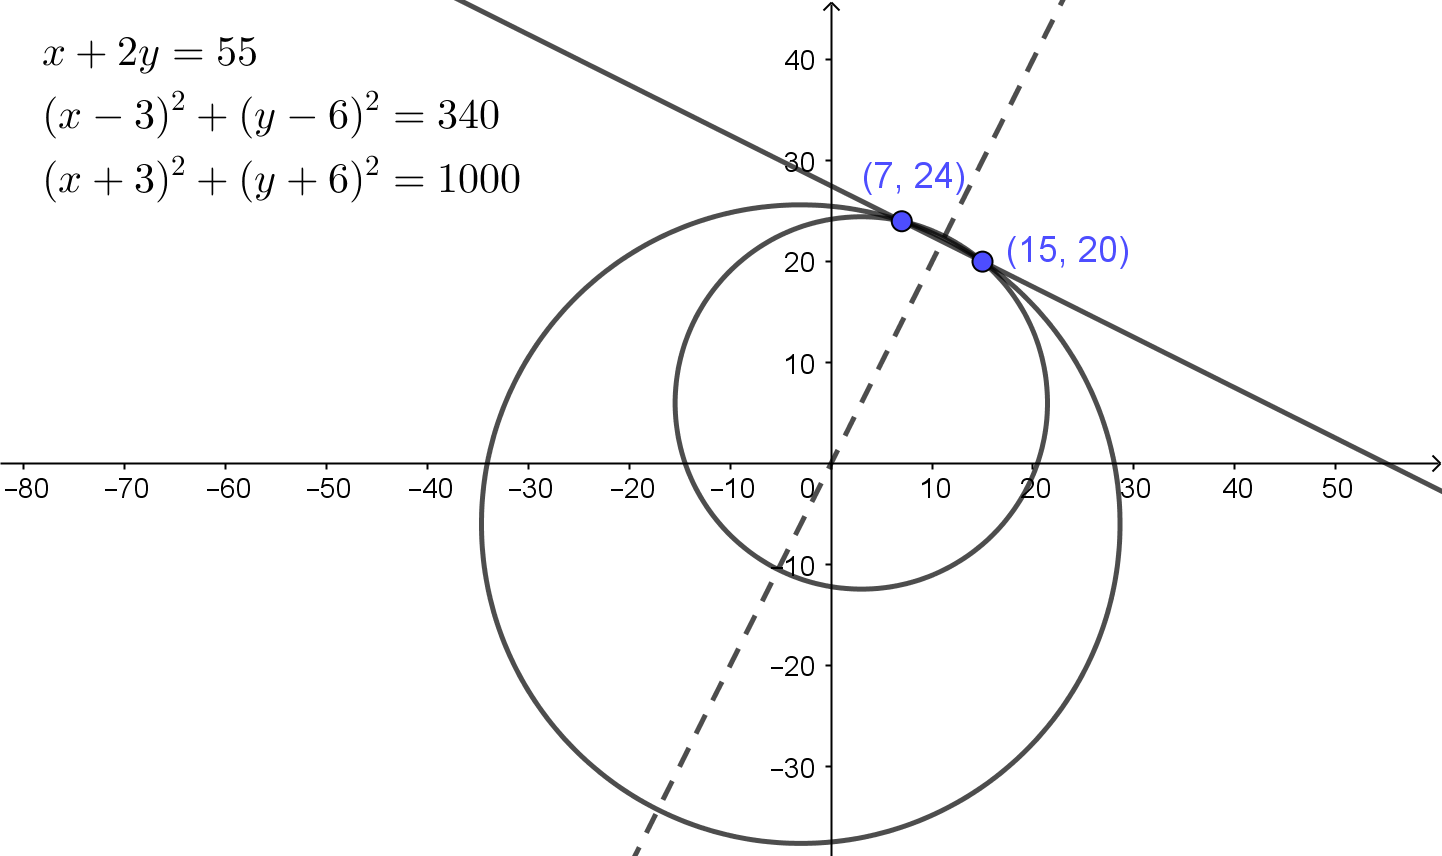 x + 2y = 55
(x − 3)² + (y − 6)² = 340
(x + 3)² + (y + 6)² = 1000
40
30
(7, 24)
(15, 20)
20
10
−80 −70 −60 −50 −40 −30 −20 −10 0 10 20 30 40 50
−10
−20
−30